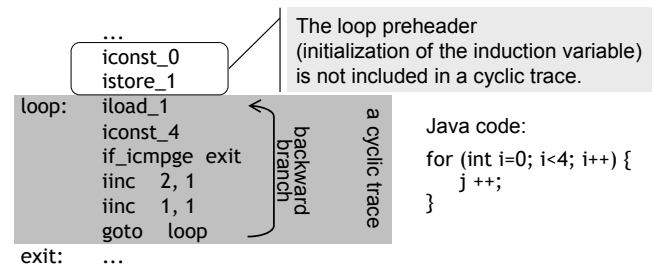 ...
iconst_0
istore_1
The loop preheader
(initialization of the induction variable)
is not included in a cyclic trace.
loop: iload_1
iconst_4
if_icmpge exit
iinc 2, 1
iinc 1, 1
goto loop
exit: ...
backward
branch
a cyclic trace
Java code:
for (int i=0; i<4; i++) {
j ++;
}